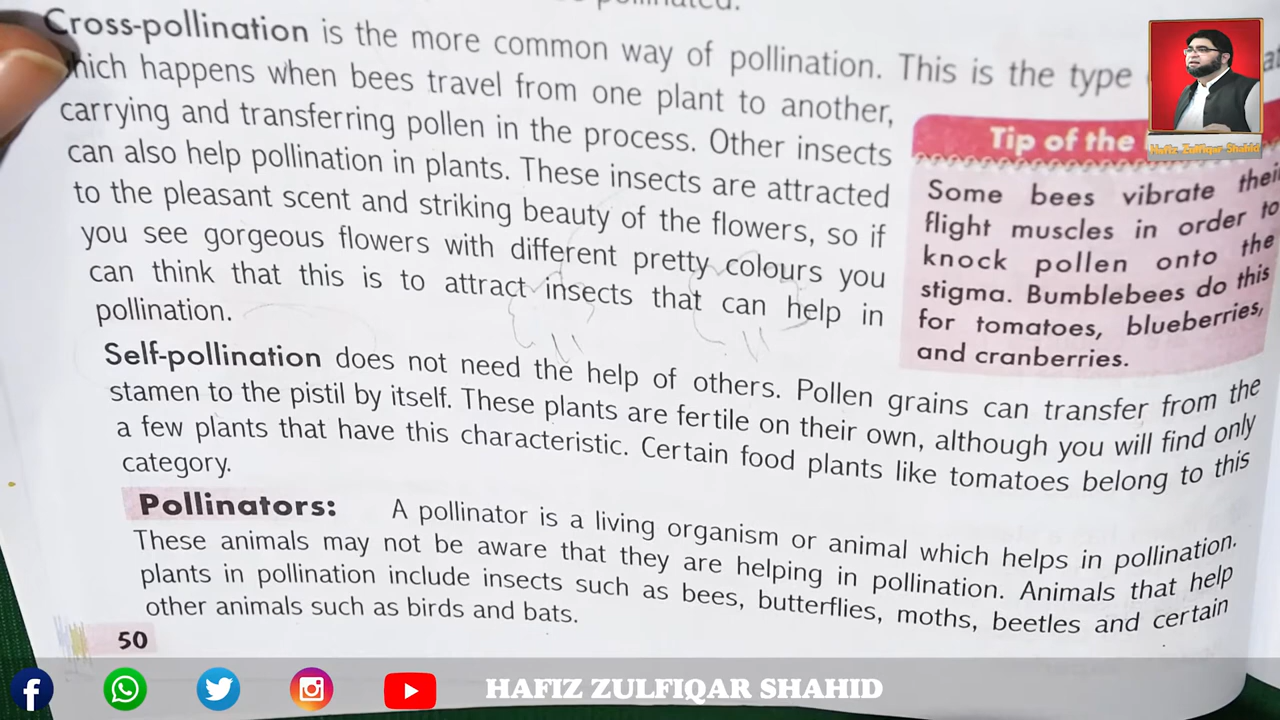 Cross-pollination is the more common way of pollination. This is the type
which happens when bees travel from one plant to another,
carrying and transferring pollen in the process. Other insects
can also help pollination in plants. These insects are attracted
to the pleasant scent and striking beauty of the flowers, so if
you see gorgeous flowers with different pretty colours you
can think that this is to attract insects that can help in
pollination.
Tip of the
Some bees vibrate their
flight muscles in order to
knock pollen onto the
stigma. Bumblebees do this
for tomatoes, blueberries,
and cranberries.
Self-pollination does not need the help of others. Pollen grains can transfer from the
stamen to the pistil by itself. These plants are fertile on their own, although you will find only
a few plants that have this characteristic. Certain food plants like tomatoes belong to this
category.
Pollinators: A pollinator is a living organism or animal which helps in pollination.
These animals may not be aware that they are helping in pollination. Animals that help
plants in pollination include insects such as bees, butterflies, moths, beetles and certain
other animals such as birds and bats.
50
Hafiz Zulfiqar Shahid
HAFIZ ZULFIQAR SHAHID